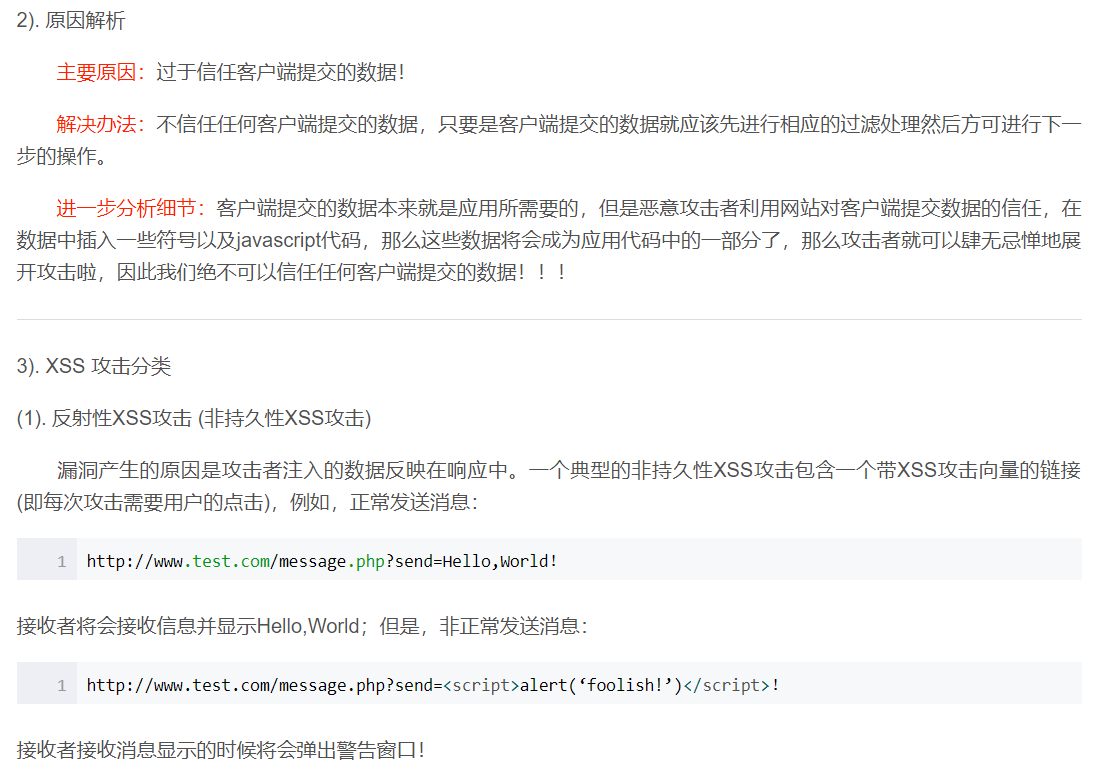 2). 原因解析
主要原因：过于信任客户端提交的数据！
解决办法：不信任任何客户端提交的数据，只要是客户端提交的数据就应该先进行相应的过滤处理然后方可进行下一
步的操作。
进一步分析细节：客户端提交的数据本来就是应用所需要的，但是恶意攻击者利用网站对客户端提交数据的信任，在
数据中插入一些符号以及javascript代码，那么这些数据将会成为应用代码中的一部分了，那么攻击者就可以肆无忌惮地展
开攻击啦，因此我们绝不可以信任任何客户端提交的数据！！！
3). XSS 攻击分类
(1). 反射性XSS攻击 (非持久性XSS攻击)
漏洞产生的原因是攻击者注入的数据反映在响应中。一个典型的非持久性XSS攻击包含一个带XSS攻击向量的链接
(即每次攻击需要用户的点击)，例如，正常发送消息：
1 http://www.test.com/message.php?send=Hello,World!
接收者将会接收信息并显示Hello,World；但是，非正常发送消息：
1 http://www.test.com/message.php?send=<script>alert(‘foolish!’)</script>!
接收者接收消息显示的时候将会弹出警告窗口！